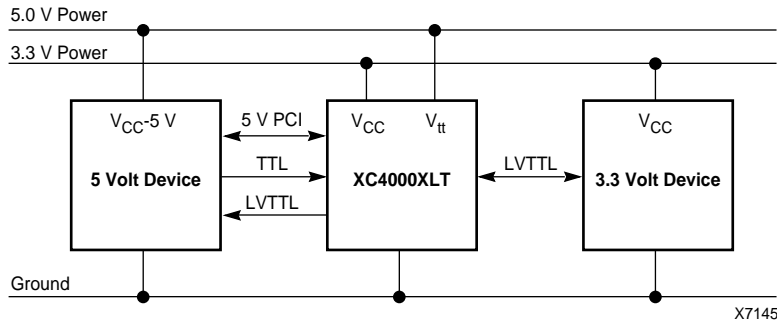 5.0 V Power
3.3 V Power
VCC-5 V
5 V PCI
VCC
Vtt
VCC
5 Volt Device
TTL
XC4000XLT
LVTTL
3.3 Volt Device
LVTTL
Ground
X7145